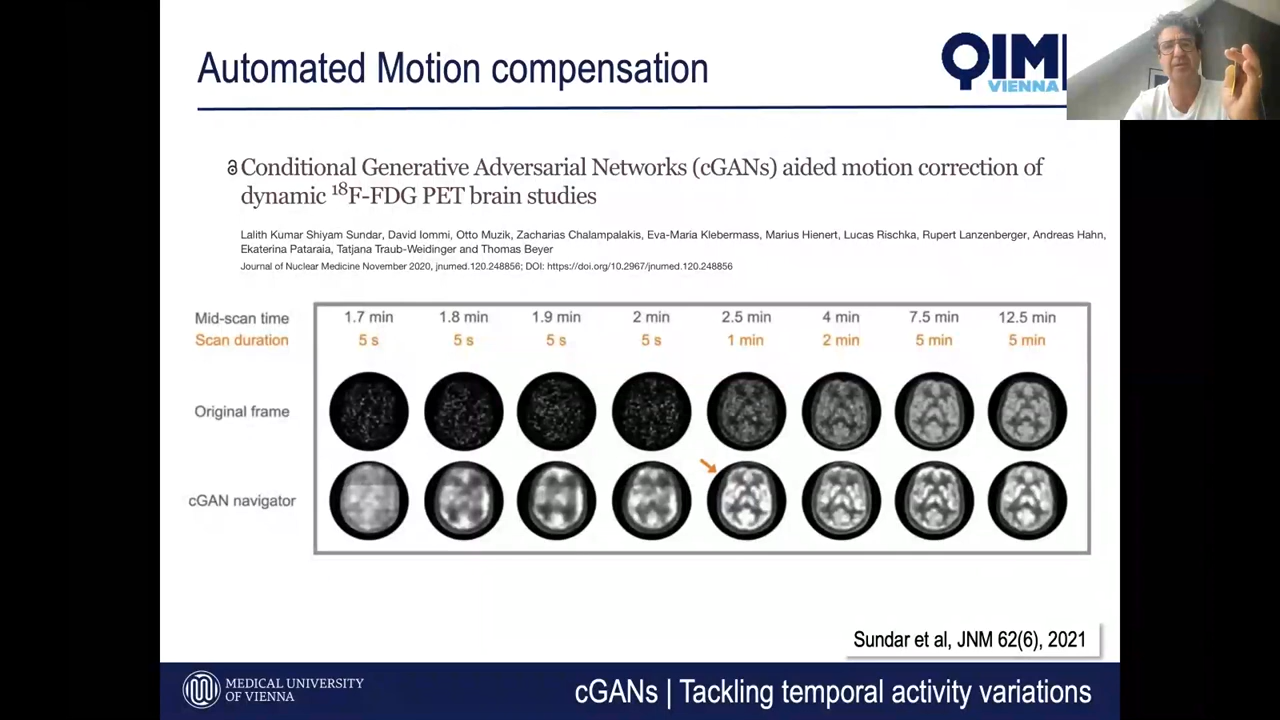 Automated Motion compensation
QIM
VIENNA
Conditional Generative Adversarial Networks (cGANs) aided motion correction of
dynamic ¹⁸F-FDG PET brain studies
Lalith Kumar Shiyam Sundar, David Iommi, Otto Muzik, Zacharias Chalampalakis, Eva-Maria Klebermass, Marius Hienert, Lucas Rischka, Rupert Lanzenberger, Andreas Hahn,
Ekaterina Pataraia, Tatjana Traub-Weidinger and Thomas Beyer
Journal of Nuclear Medicine November 2020, jnumed.120.248856; DOI: https://doi.org/10.2967/jnumed.120.248856
Mid-scan time 1.7 min 1.8 min 1.9 min 2 min 2.5 min 4 min 7.5 min 12.5 min
Scan duration 5 s 5 s 5 s 5 s 1 min 2 min 5 min 5 min
Original frame
cGAN navigator
Sundar et al, JNM 62(6), 2021
MEDICAL UNIVERSITY
OF VIENNA
cGANs | Tackling temporal activity variations